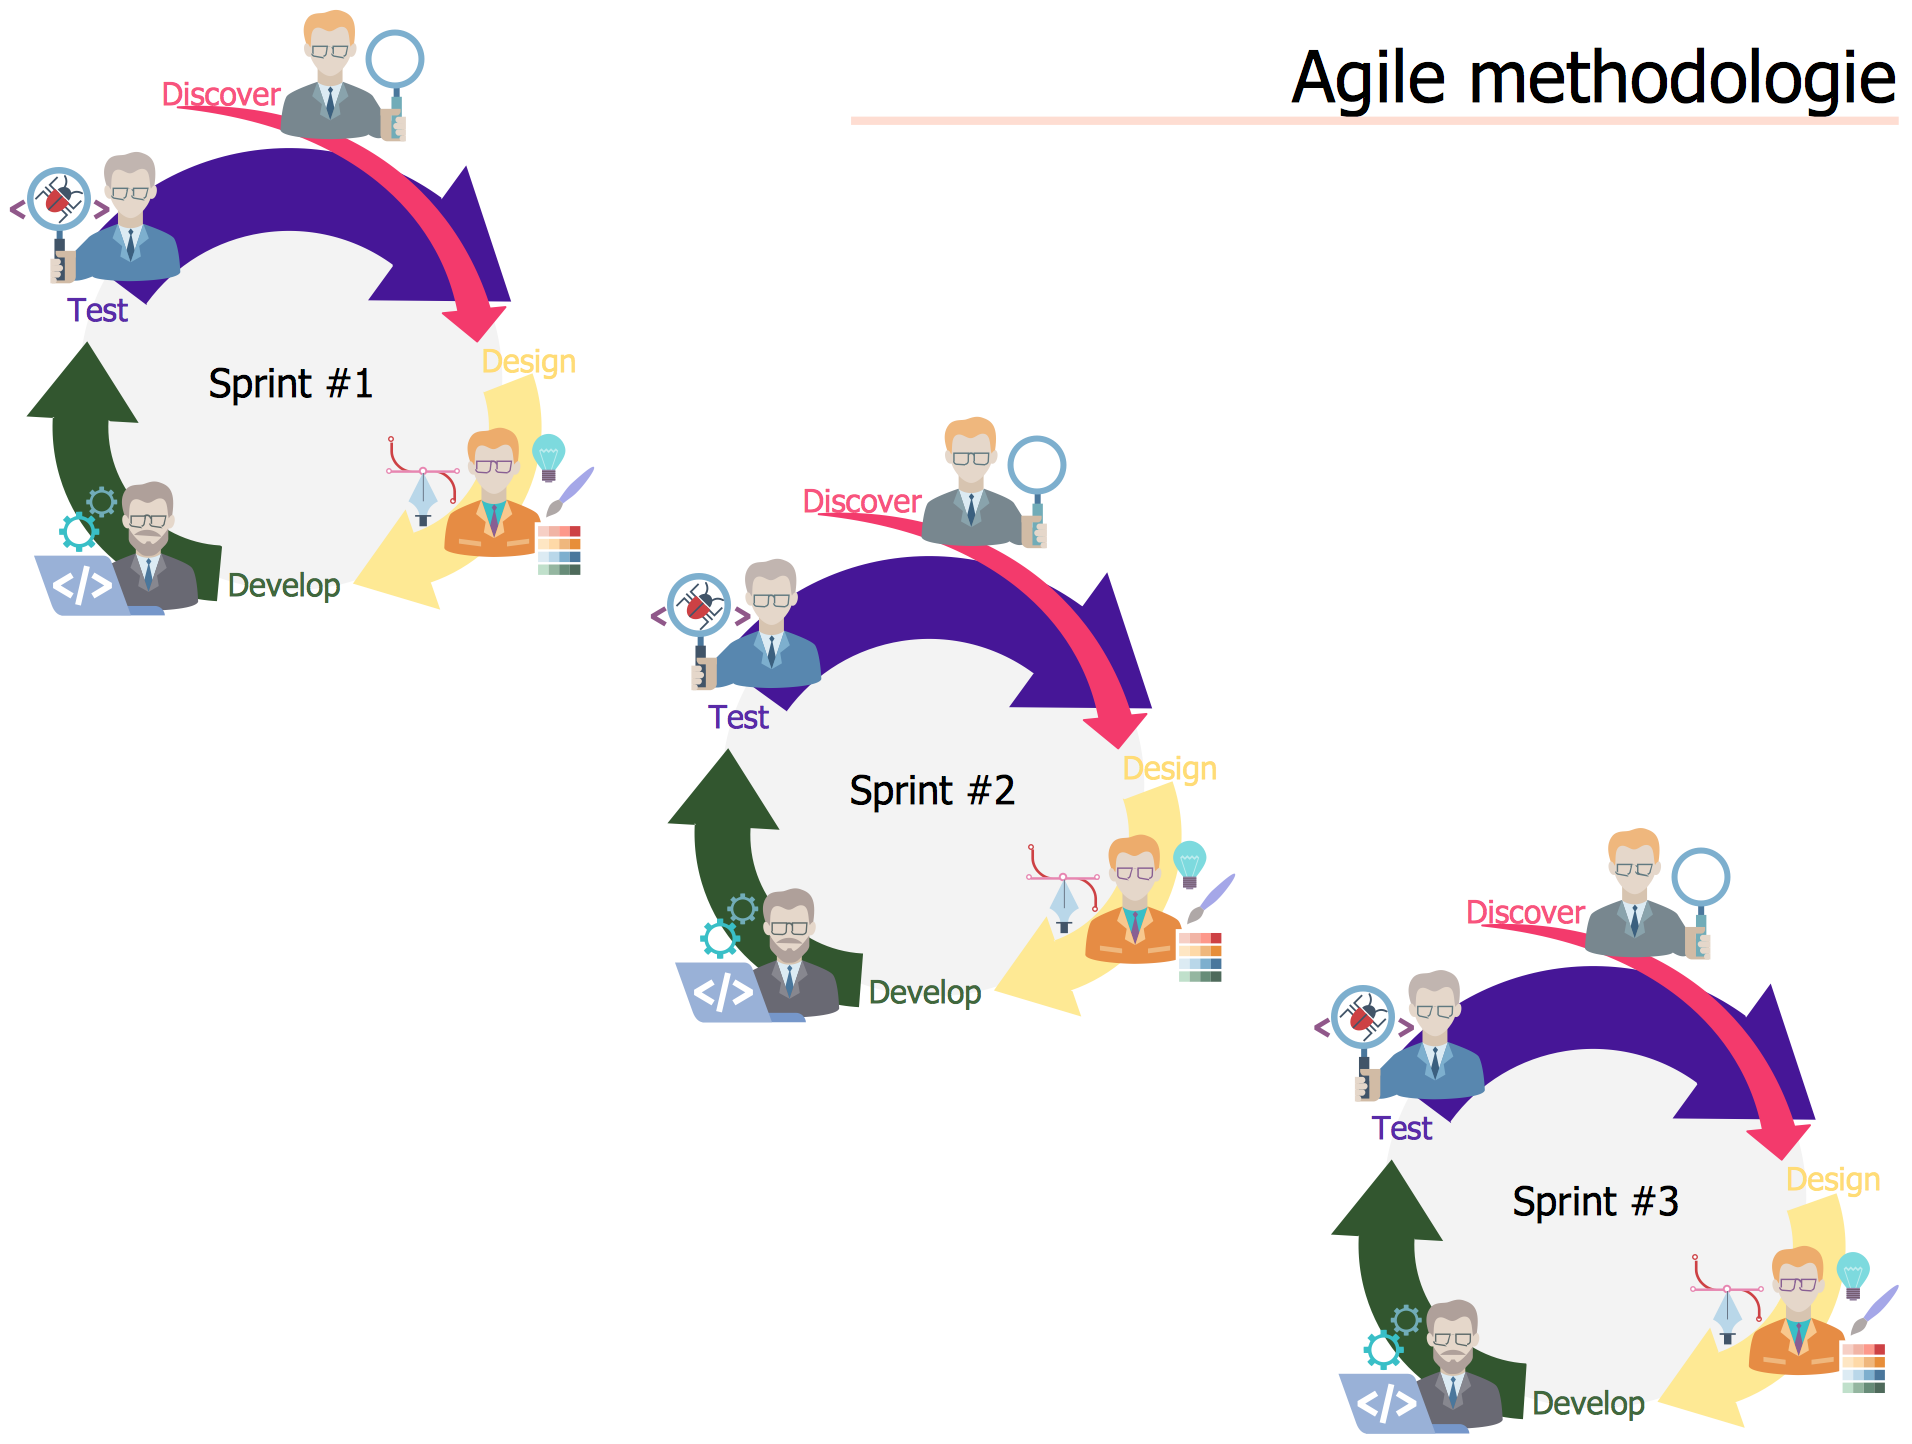 Agile methodologie
Discover
Test
Sprint #1
Design
Develop
</>
< >
Discover
Test
Sprint #2
Design
Develop
</>
< >
Discover
Test
Sprint #3
Design
Develop
</>
< >